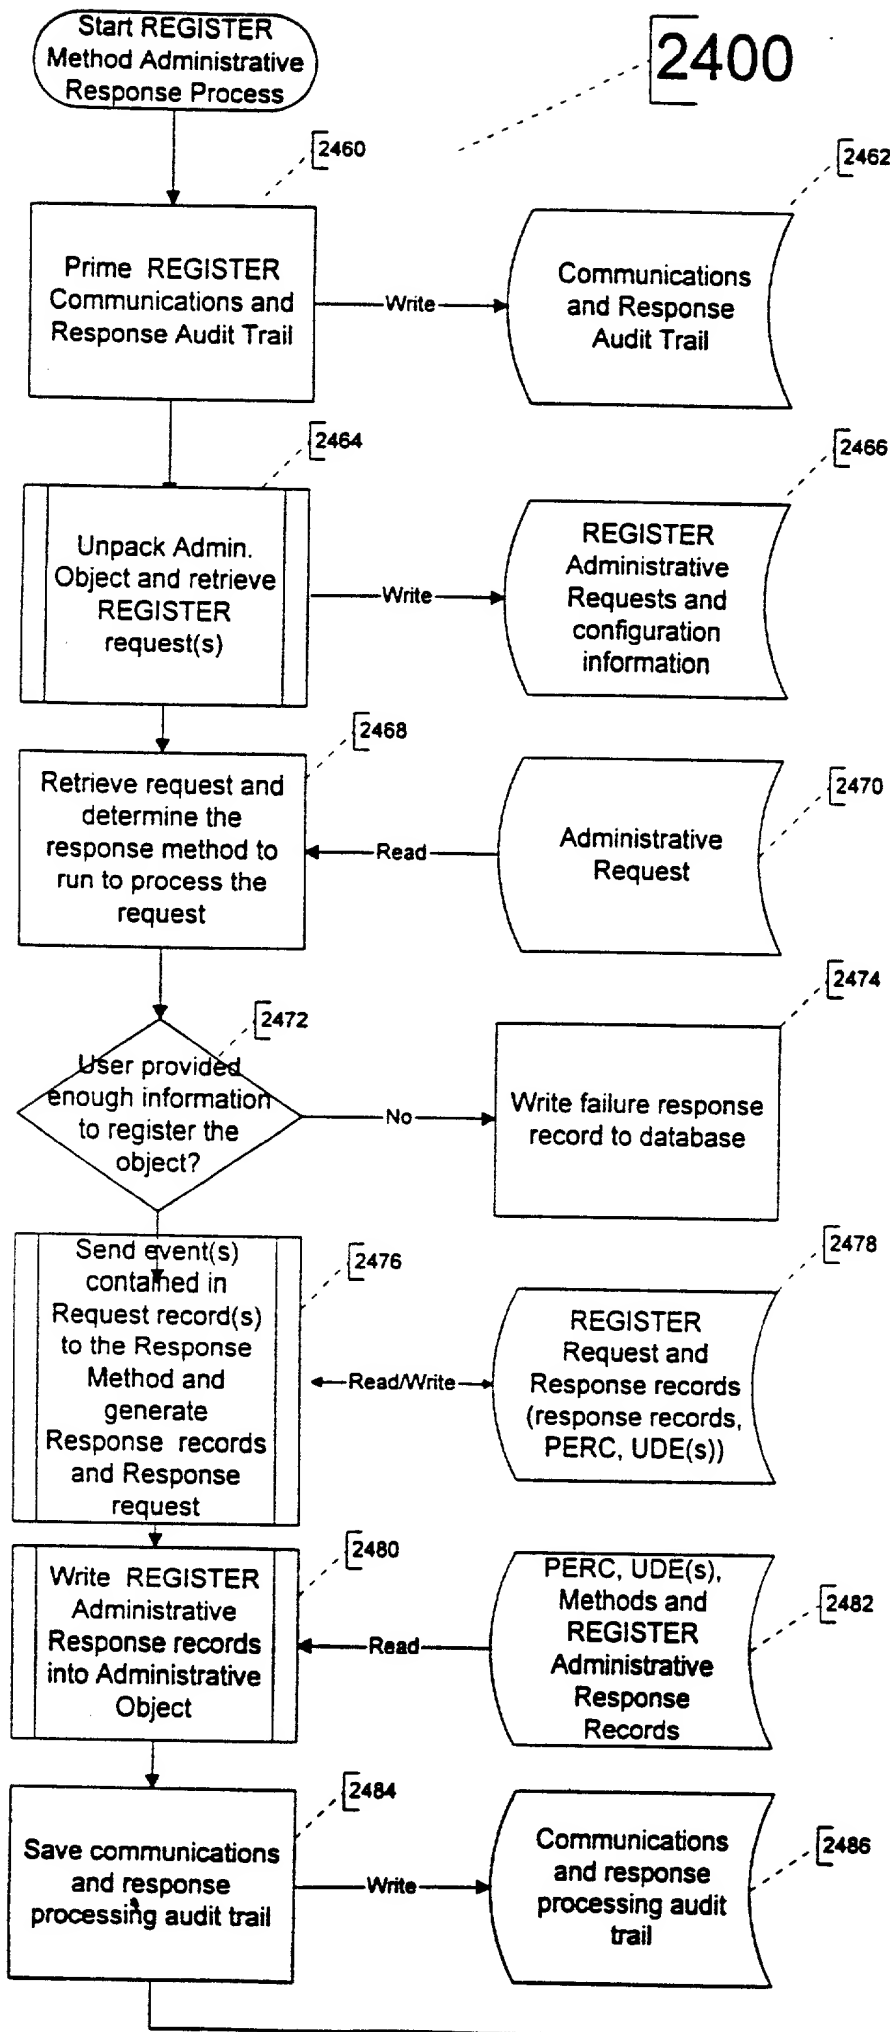 Start REGISTER
Method Administrative
Response Process
2400
2460
2462
Prime REGISTER
Communications and
Response Audit Trail
Write
Communications
and Response
Audit Trail
2464
2466
Unpack Admin.
Object and retrieve
REGISTER
request(s)
Write
REGISTER
Administrative
Requests and
configuration
information
2468
2470
Retrieve request and
determine the
response method to
run to process the
request
Read
Administrative
Request
2472
2474
User provided
enough information
to register the
object?
No
Write failure response
record to database
2476
2478
Send event(s)
contained in
Request record(s)
to the Response
Method and
generate
Response records
and Response
request
Read/Write
REGISTER
Request and
Response records
(response records,
PERC, UDE(s))
2480
2482
Write REGISTER
Administrative
Response records
into Administrative
Object
Read
PERC, UDE(s),
Methods and
REGISTER
Administrative
Response
Records
2484
2486
Save communications
and response
processing audit trail
Write
Communications
and response
processing audit
trail